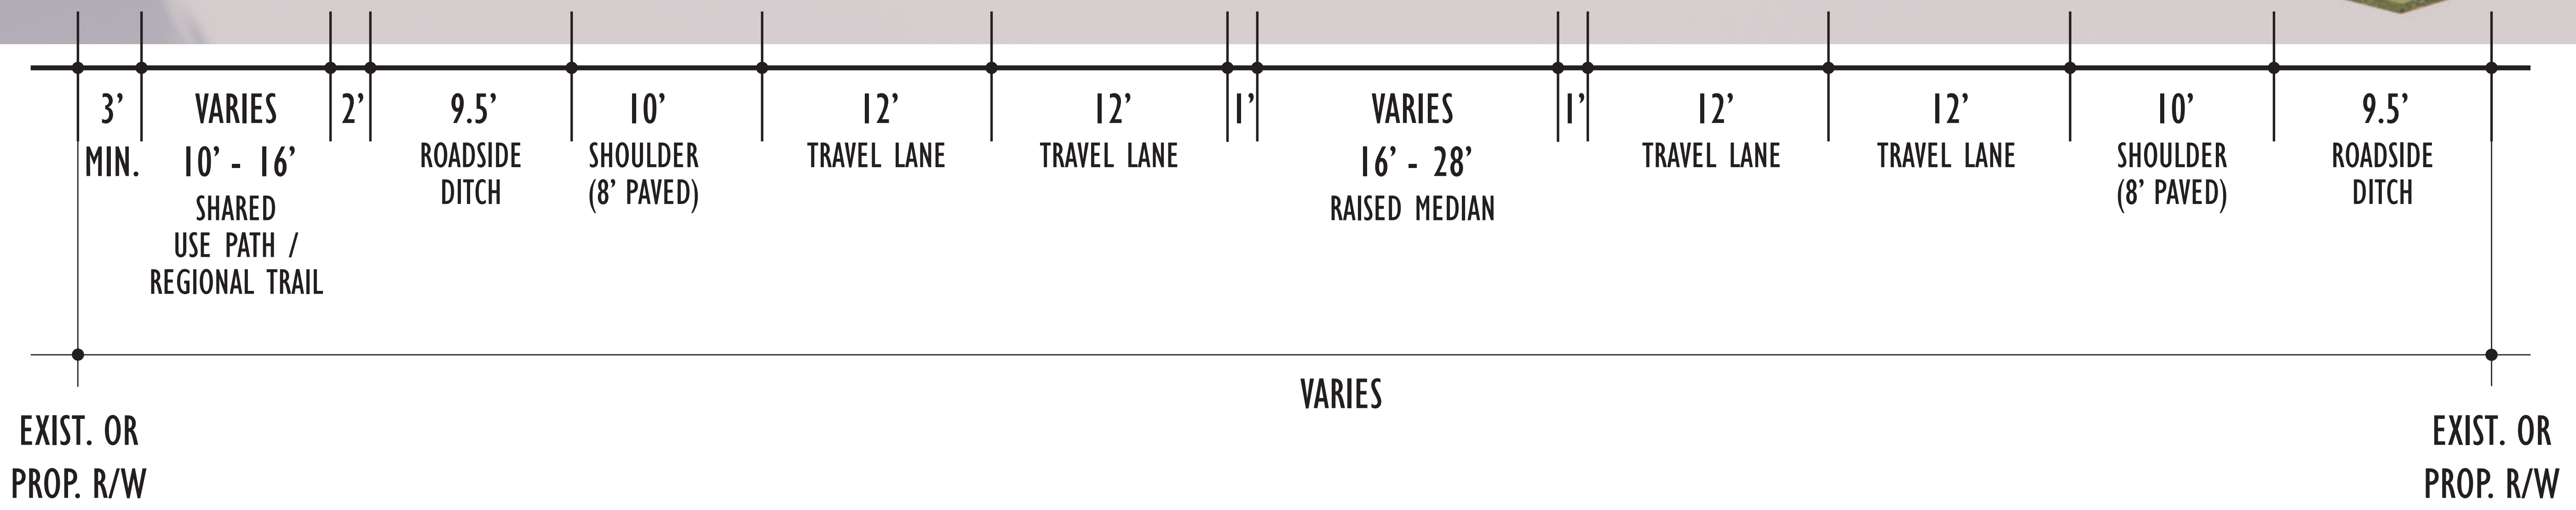 3’
MIN.
VARIES
10’ - 16’
SHARED
USE PATH /
REGIONAL TRAIL
2’
9.5’
ROADSIDE
DITCH
10’
SHOULDER
(8’ PAVED)
12’
TRAVEL LANE
12’
TRAVEL LANE
1’
VARIES
16’ - 28’
RAISED MEDIAN
1’
12’
TRAVEL LANE
12’
TRAVEL LANE
10’
SHOULDER
(8’ PAVED)
9.5’
ROADSIDE
DITCH
VARIES
EXIST. OR
PROP. R/W
EXIST. OR
PROP. R/W